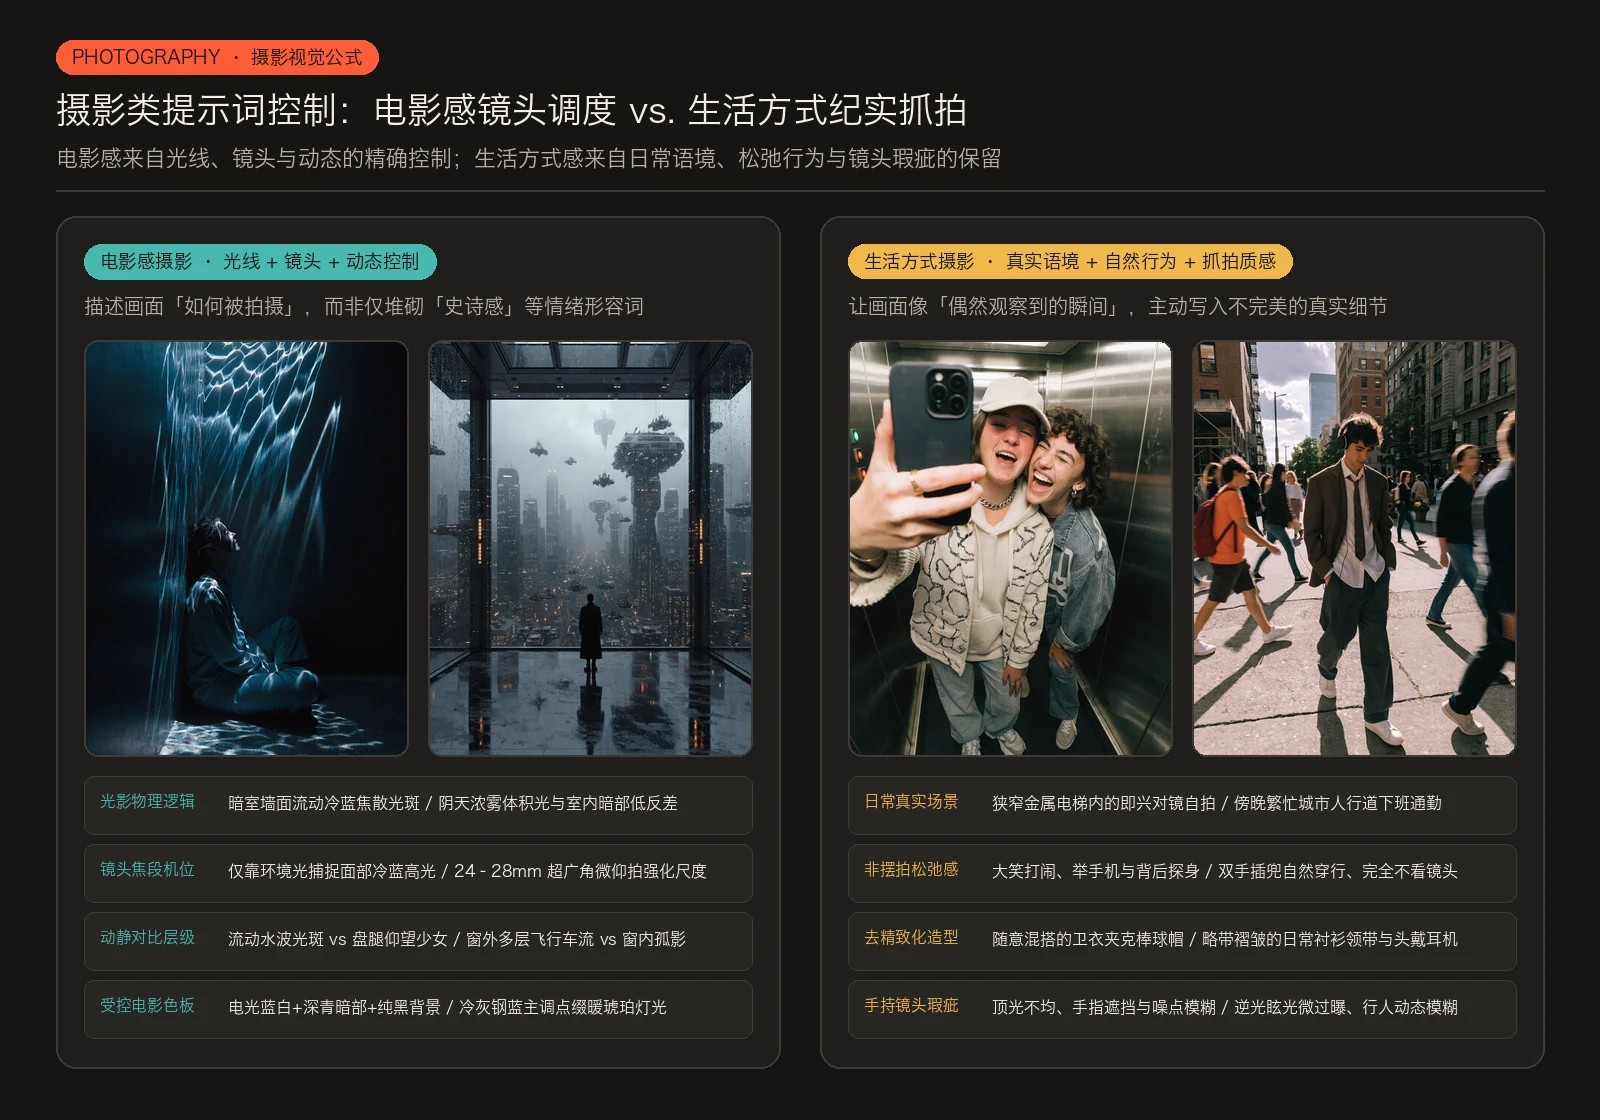 PHOTOGRAPHY · 摄影视觉公式
摄影类提示词控制：电影感镜头调度 vs. 生活方式纪实抓拍
电影感来自光线、镜头与动态的精确控制；生活方式感来自日常语境、松弛行为与镜头瑕疵的保留
电影感摄影 · 光线 + 镜头 + 动态控制
描述画面「如何被拍摄」，而非仅堆砌「史诗感」等情绪形容词
光影物理逻辑
暗室墙面流动冷蓝焦散光斑 / 阴天浓雾体积光与室内暗部低反差
镜头焦段机位
仅靠环境光捕捉面部冷蓝高光 / 24 - 28mm 超广角微仰拍强化尺度
动静对比层级
流动水波光斑 vs 盘腿仰望少女 / 窗外多层飞行车流 vs 窗内孤影
受控电影色板
电光蓝白+深青暗部+纯黑背景 / 冷灰钢蓝主调点缀暖琥珀灯光
生活方式摄影 · 真实语境 + 自然行为 + 抓拍质感
让画面像「偶然观察到的瞬间」，主动写入不完美的真实细节
日常真实场景
狭窄金属电梯内的即兴对镜自拍 / 傍晚繁忙城市人行道下班通勤
非摆拍松弛感
大笑打闹、举手机与背后探身 / 双手插兜自然穿行、完全不看镜头
去精致化造型
随意混搭的卫衣夹克棒球帽 / 略带褶皱的日常衬衫领带与头戴耳机
手持镜头瑕疵
顶光不均、手指遮挡与噪点模糊 / 逆光眩光微过曝、行人动态模糊